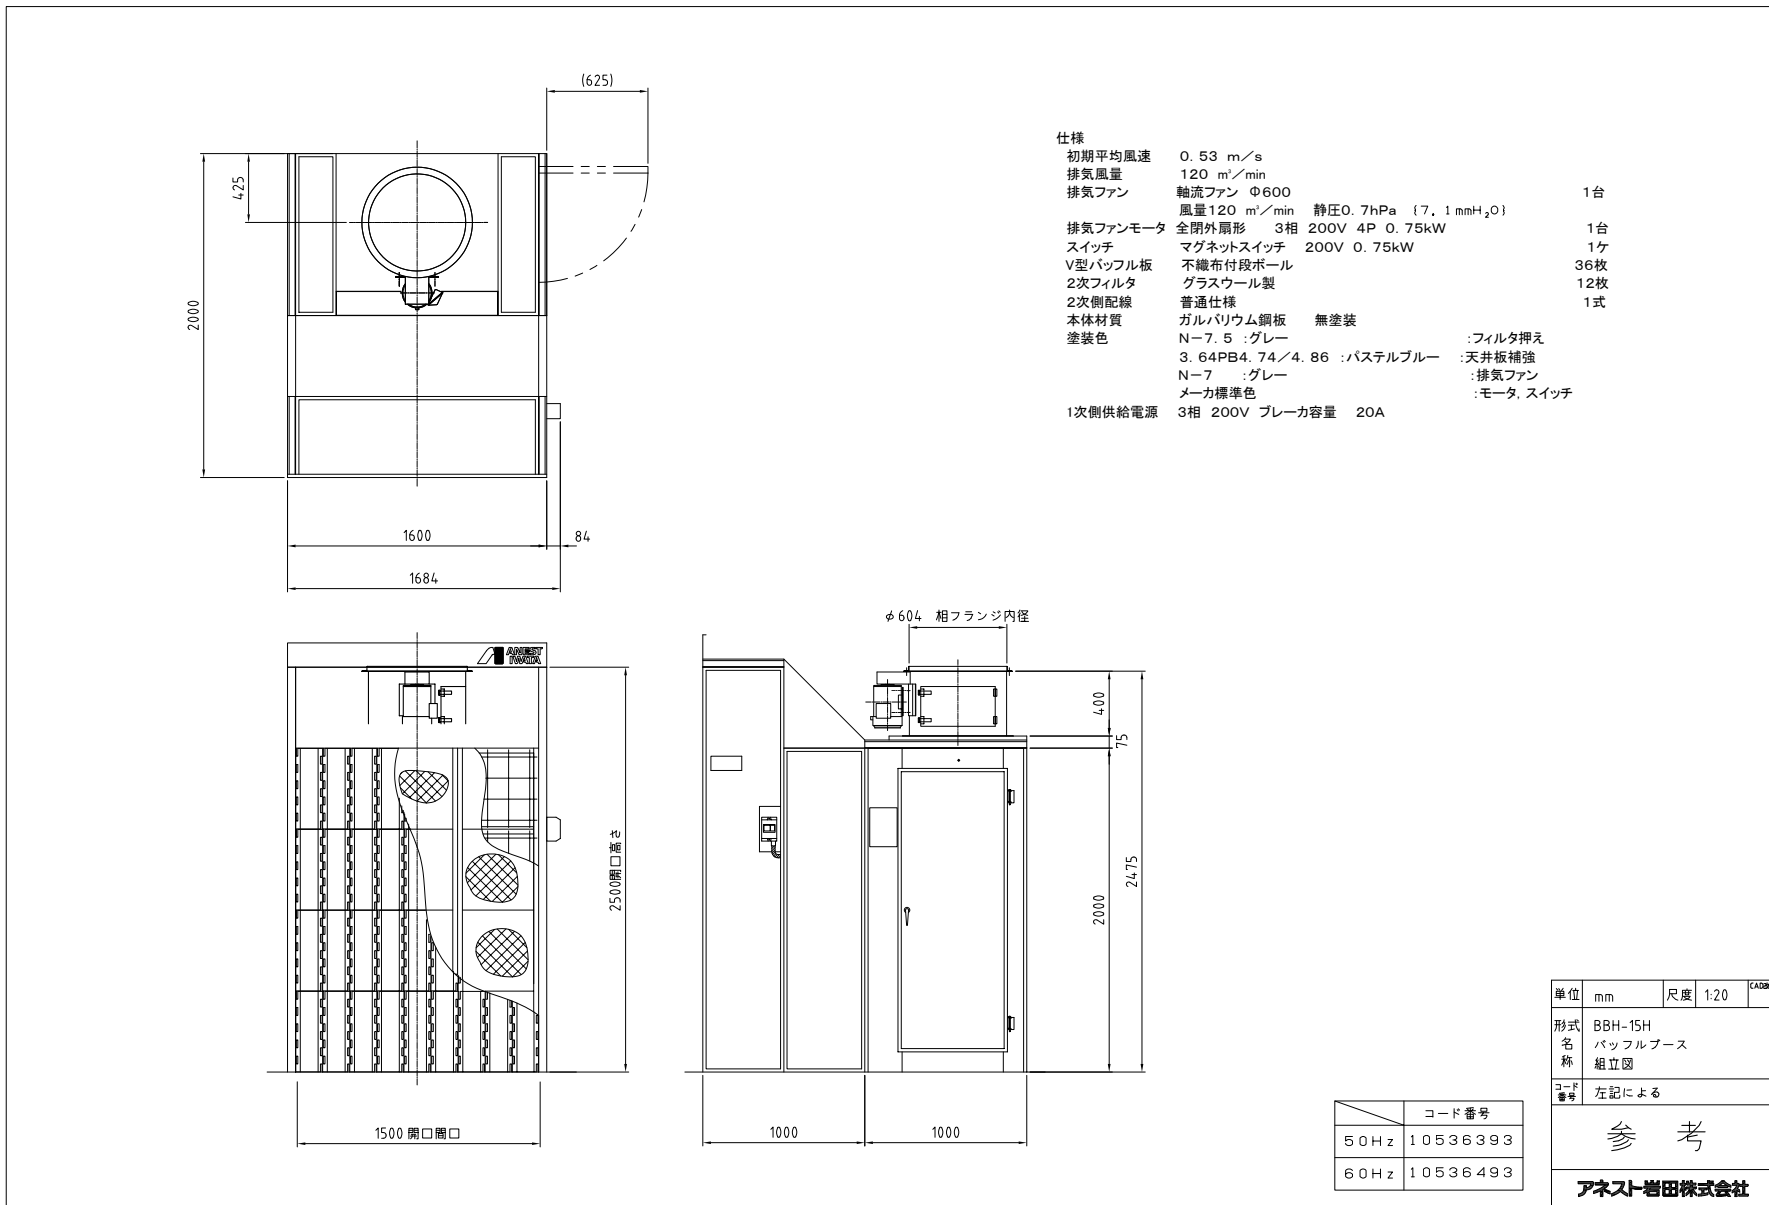 (625)
425
2000
1600
84
1684
仕様
初期平均風速 0.53 m/s
排気風量 120 m³/min
排気ファン 軸流ファン Φ600 1台
風量120 m³/min 静圧0.7hPa {7.1mmH₂O}
排気ファンモータ 全閉外扇形 3相 200V 4P 0.75kW 1台
スイッチ マグネットスイッチ 200V 0.75kW 1ケ
V型バッフル板 不織布付段ボール 36枚
2次フィルタ グラスウール製 12枚
2次側配線 普通仕様 1式
本体材質 ガルバリウム鋼板 無塗装
塗装色 N-7.5 :グレー :フィルタ押え
3.64PB4.74/4.86 :パステルブルー :天井板補強
N-7 :グレー :排気ファン
メーカ標準色 :モータ,スイッチ
1次側供給電源 3相 200V ブレーカ容量 20A
ANEST
IWATA
2500開口高さ
1500 開口間口
φ604 相フランジ内径
400
75
2475
2000
1000
1000
コード番号
50Hz 10536393
60Hz 10536493
単位 mm 尺度 1:20
形式 BBH-15H
名 バッフルブース
称 組立図
コード番号 左記による
参 考
アネスト岩田株式会社